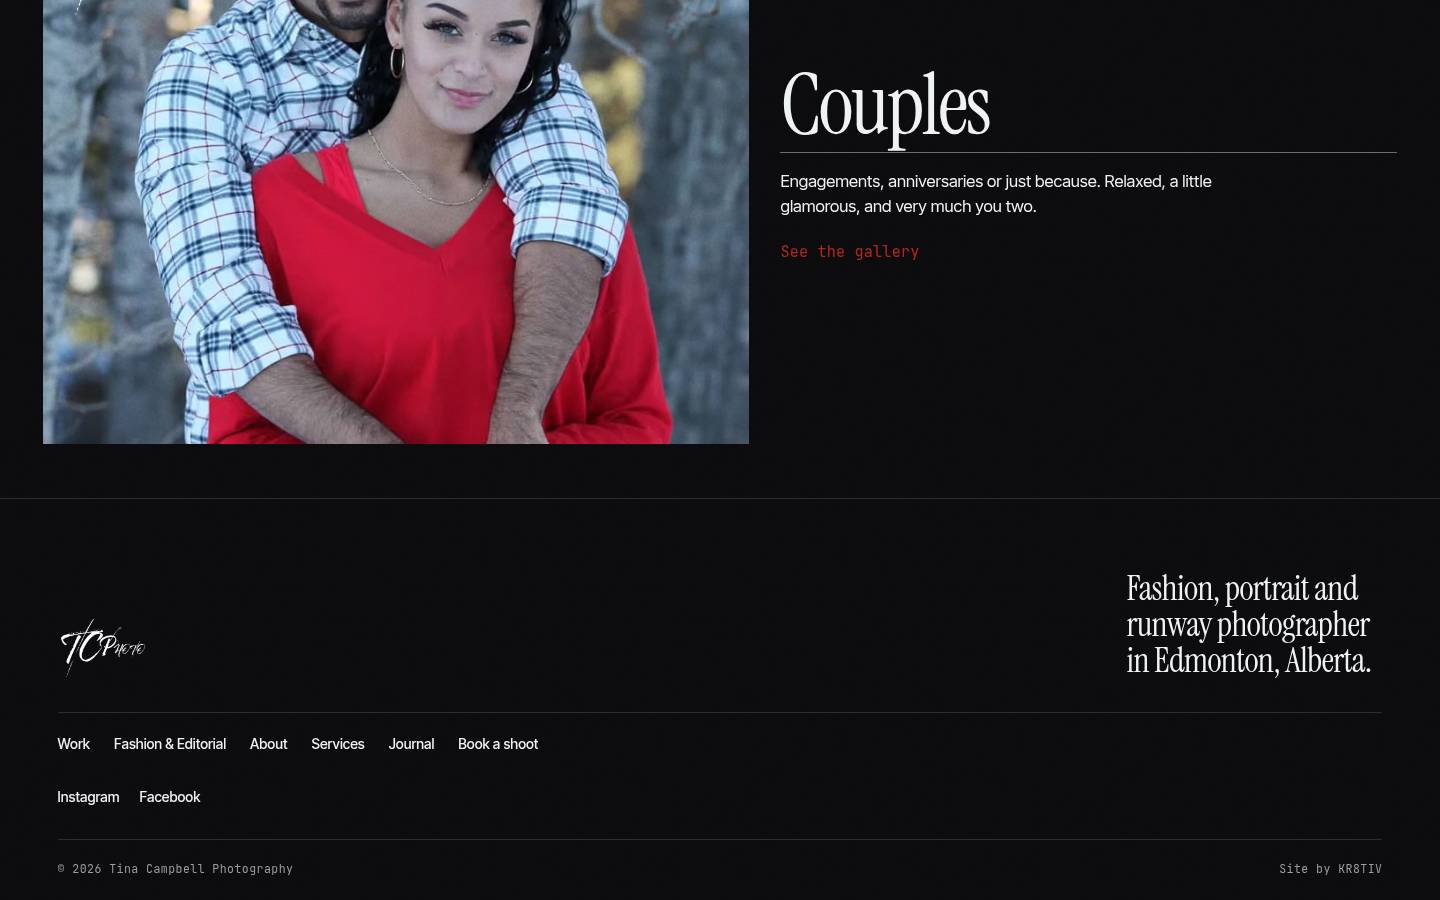 Couples
Engagements, anniversaries or just because. Relaxed, a little
glamorous, and very much you two.
See the gallery
Fashion, portrait and
runway photographer
in Edmonton, Alberta.
TCPHOTO
Work Fashion & Editorial About Services Journal Book a shoot
Instagram Facebook
© 2026 Tina Campbell Photography
Site by KR8TIV